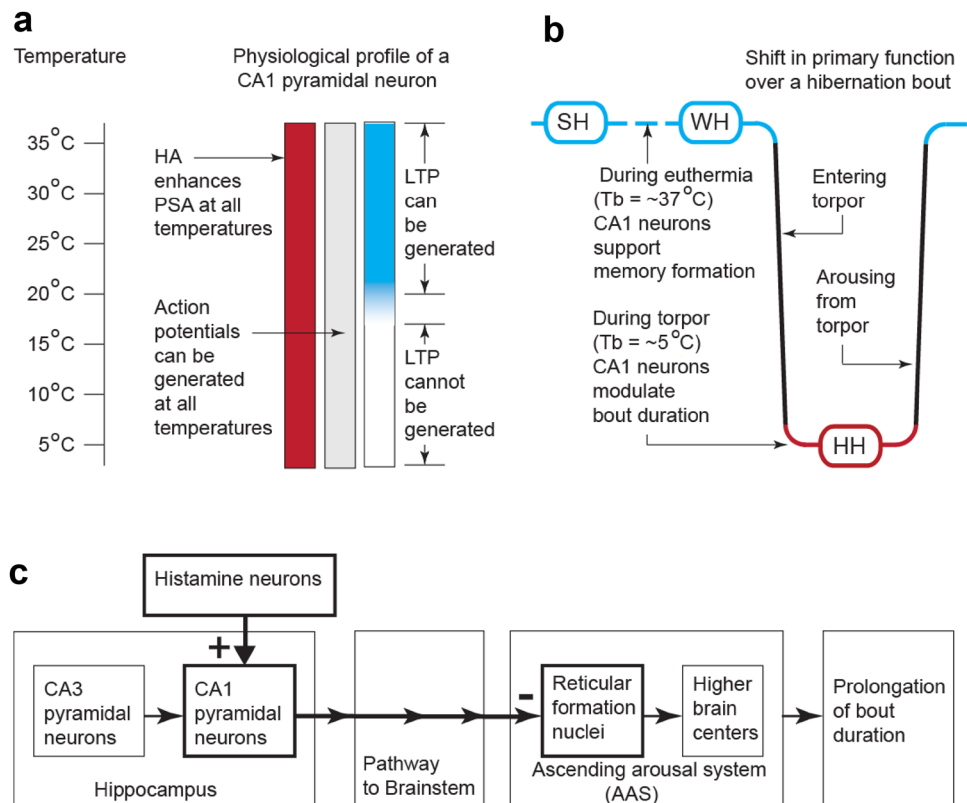 a
Temperature
Physiological profile of a
CA1 pyramidal neuron
35°C
30°C
25°C
20°C
15°C
10°C
5°C
HA
enhances
PSA at all
temperatures
Action
potentials
can be
generated
at all
temperatures
LTP
can
be
generated
LTP
cannot
be
generated
b
Shift in primary function
over a hibernation bout
SH
WH
During euthermia
(Tb = ~37°C)
CA1 neurons
support
memory formation
Entering
torpor
During torpor
(Tb = ~5°C)
CA1 neurons
modulate
bout duration
Arousing
from
torpor
HH
c
Histamine neurons
+
CA3
pyramidal
neurons
CA1
pyramidal
neurons
Hippocampus
Pathway
to Brainstem
-
Reticular
formation
nuclei
Higher
brain
centers
Ascending arousal system
(AAS)
Prolongation
of bout
duration